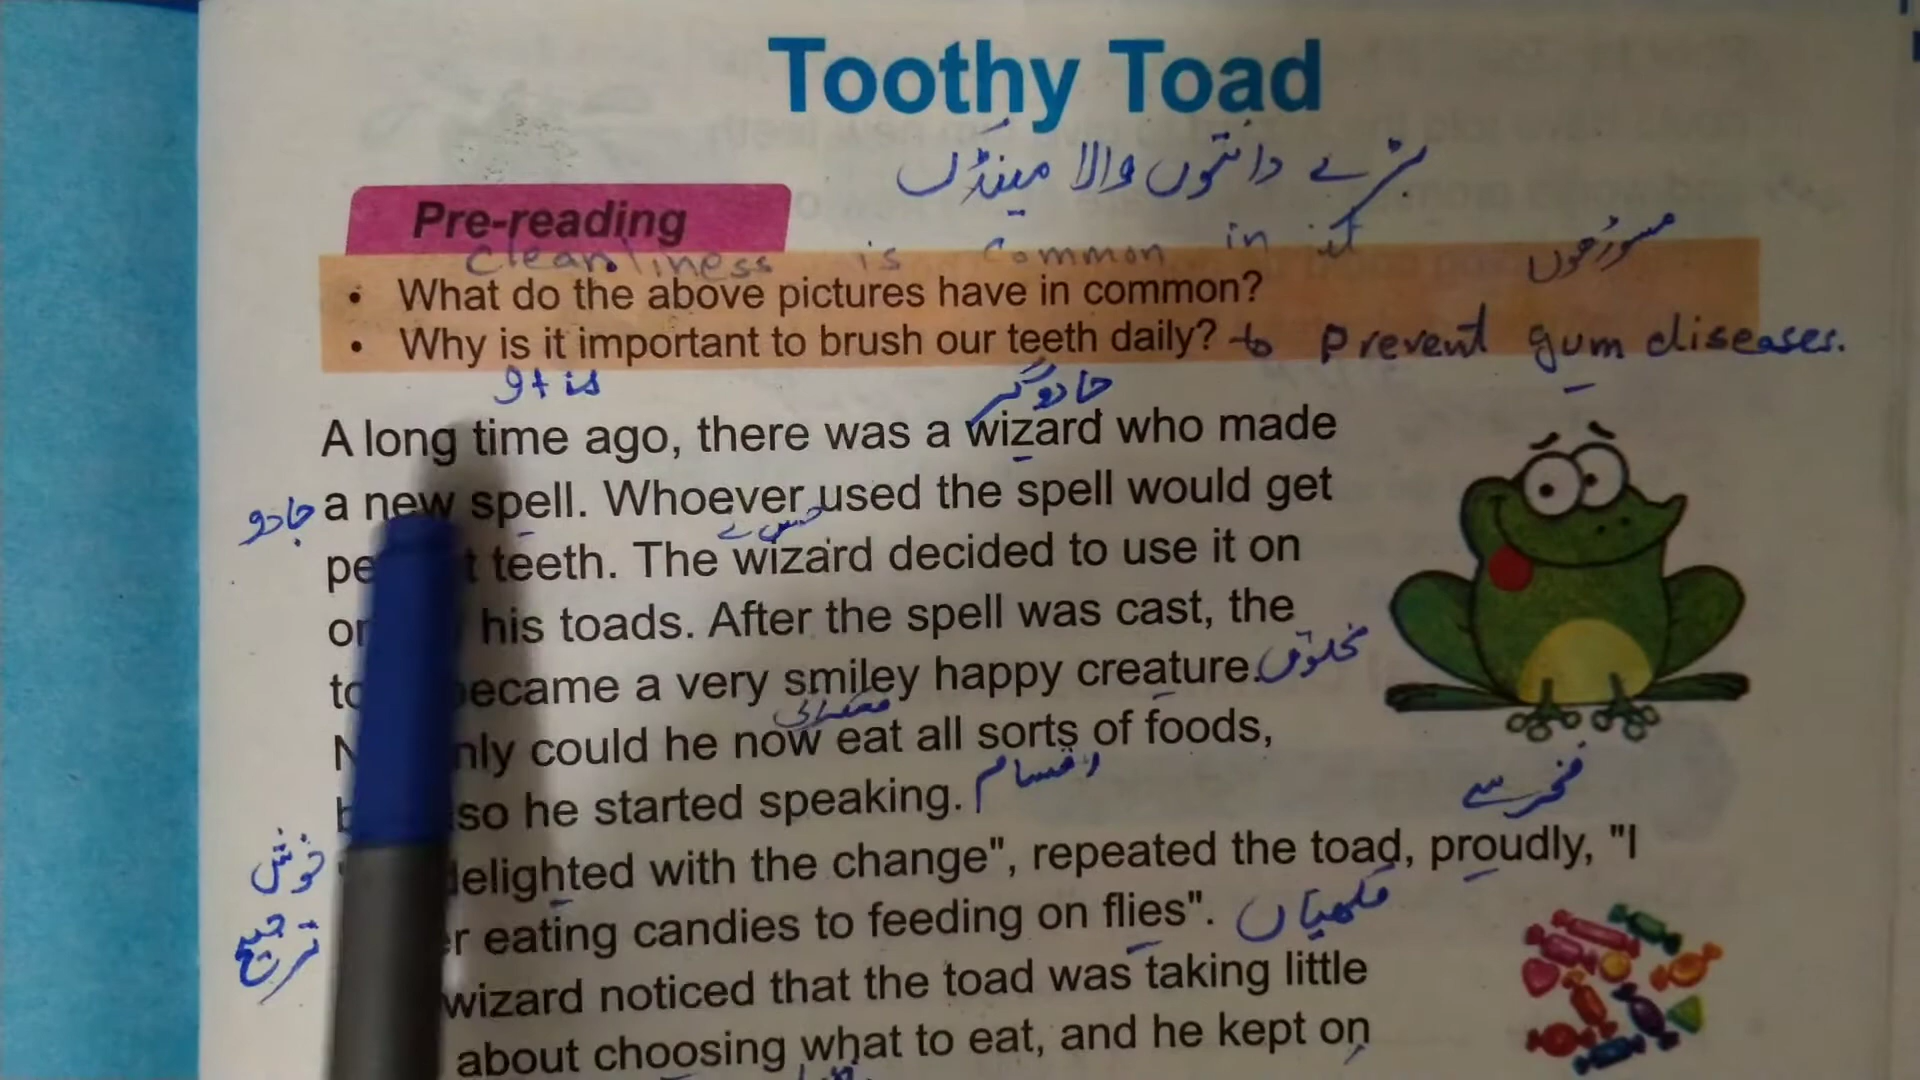 Toothy Toad
بڑے دانتوں والا مینڈک
Pre-reading
Cleanliness is common in it
مسوڑھوں
• What do the above pictures have in common?
• Why is it important to brush our teeth daily? to prevent gum diseases.
It is
جادوگر
A long time ago, there was a wizard who made
جادو a new spell. Whoever used the spell would get
جس نے
teeth. The wizard decided to use it on
his toads. After the spell was cast, the
became a very smiley happy creature. مخلوق
could he now eat all sorts of foods,
اقسام
so he started speaking.
فخر سے
خوش delighted with the change", repeated the toad, proudly, "I
ترجیح eating candies to feeding on flies". مکھیاں
wizard noticed that the toad was taking little
about choosing what to eat, and he kept on